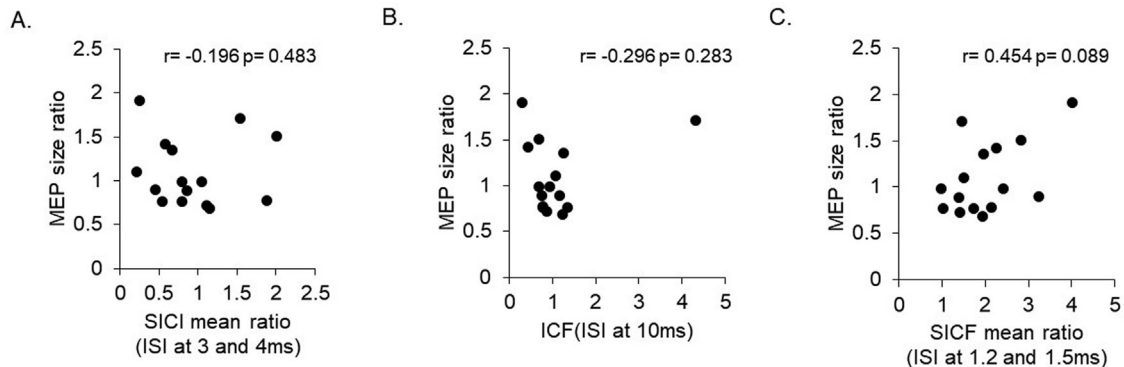 A.
r= -0.196 p= 0.483
MEP size ratio
2.5
2
1.5
1
0.5
0
0 0.5 1 1.5 2 2.5
SICI mean ratio
(ISI at 3 and 4ms)
B.
r= -0.296 p= 0.283
MEP size ratio
2.5
2
1.5
1
0.5
0
0 1 2 3 4 5
ICF(ISI at 10ms)
C.
r= 0.454 p= 0.089
MEP size ratio
2.5
2
1.5
1
0.5
0
0 1 2 3 4 5
SICF mean ratio
(ISI at 1.2 and 1.5ms)